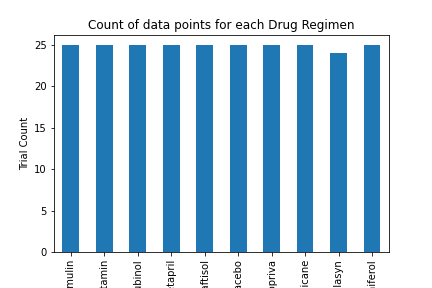 Count of data points for each Drug Regimen
25
20
15
10
5
0
Trial Count
mulin
tamin
ubinol
tapril
aftisol
acebo
opriva
icane
lasyn
iferol